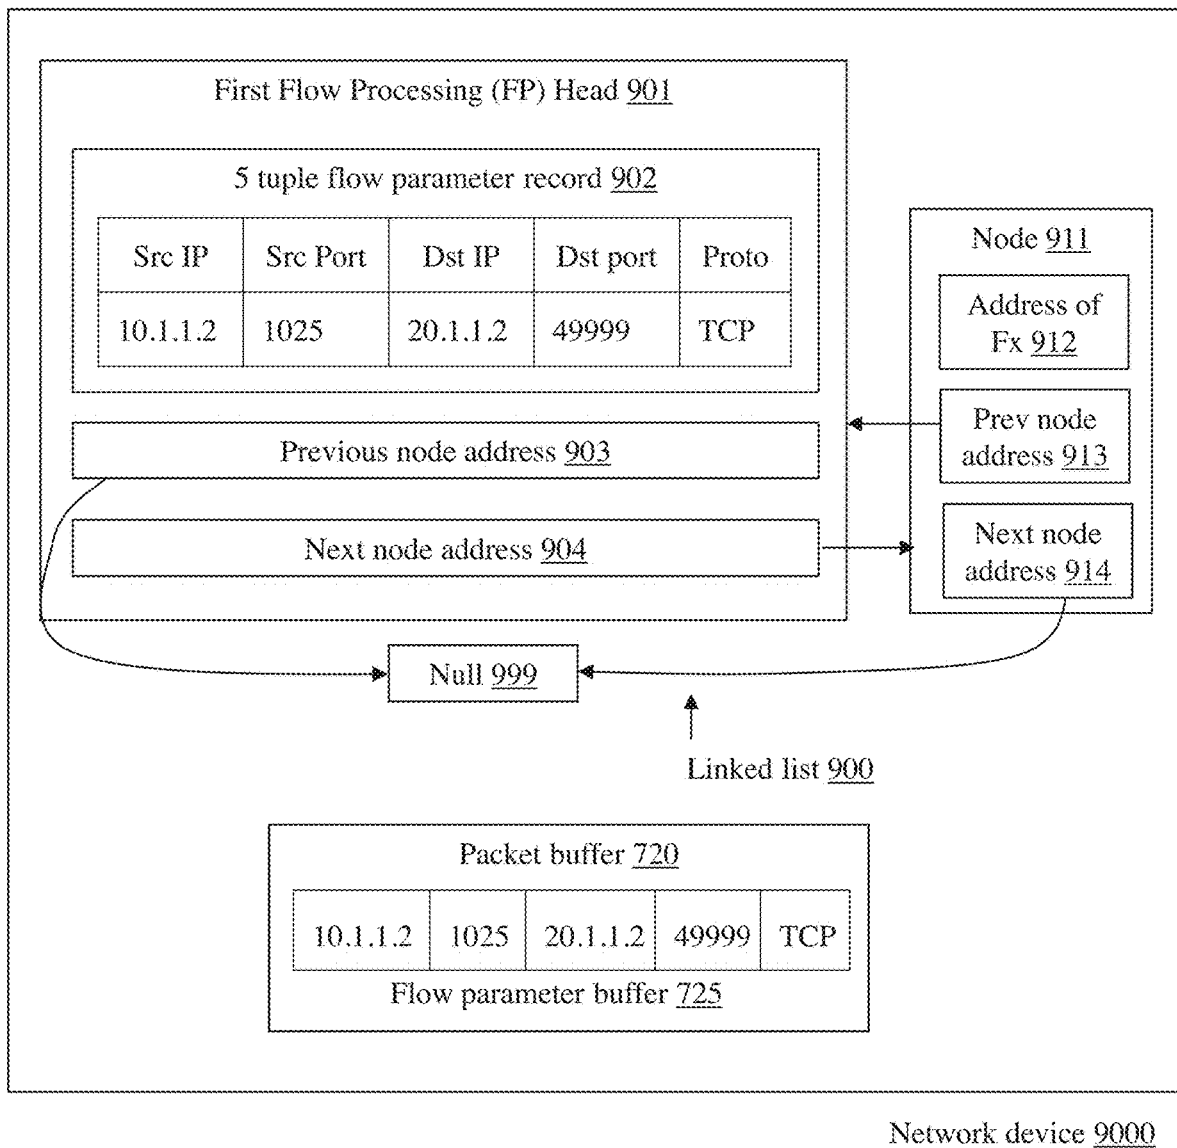 First Flow Processing (FP) Head 901
5 tuple flow parameter record 902
Src IP Src Port Dst IP Dst port Proto
10.1.1.2 1025 20.1.1.2 49999 TCP
Previous node address 903
Next node address 904
Node 911
Address of
Fx 912
Prev node
address 913
Next node
address 914
Null 999
Linked list 900
Packet buffer 720
10.1.1.2 1025 20.1.1.2 49999 TCP
Flow parameter buffer 725
Network device 9000